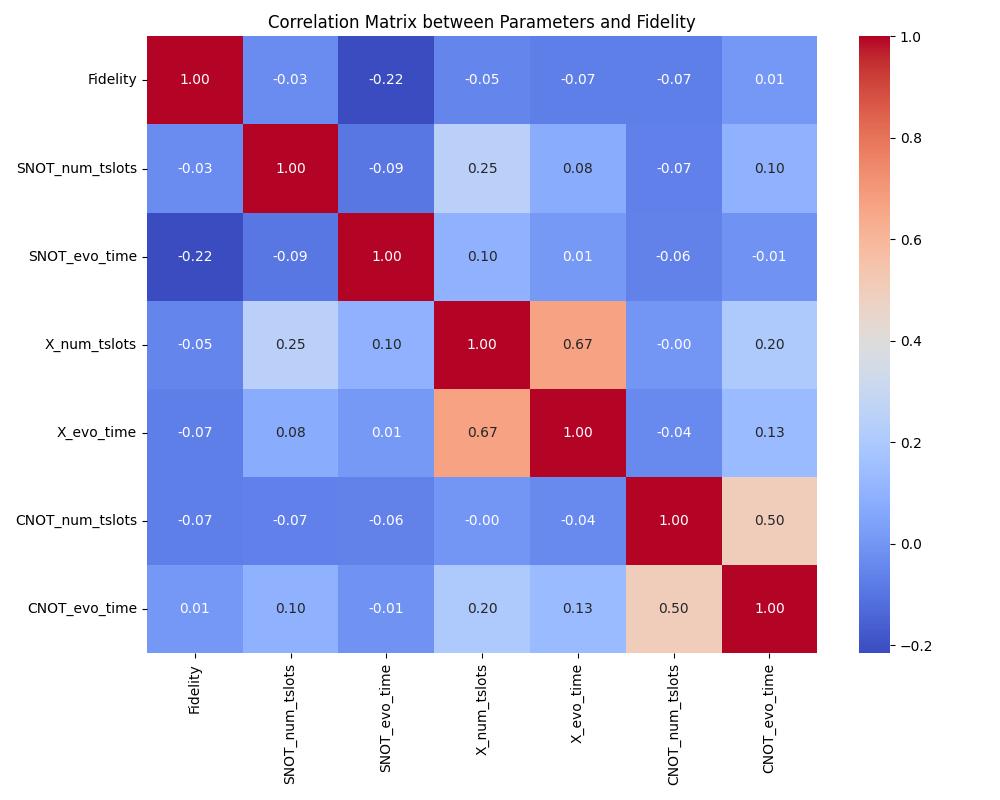 Correlation Matrix between Parameters and Fidelity
Fidelity 1.00 -0.03 -0.22 -0.05 -0.07 -0.07 0.01
SNOT_num_tslots -0.03 1.00 -0.09 0.25 0.08 -0.07 0.10
SNOT_evo_time -0.22 -0.09 1.00 0.10 0.01 -0.06 -0.01
X_num_tslots -0.05 0.25 0.10 1.00 0.67 -0.00 0.20
X_evo_time -0.07 0.08 0.01 0.67 1.00 -0.04 0.13
CNOT_num_tslots -0.07 -0.07 -0.06 -0.00 -0.04 1.00 0.50
CNOT_evo_time 0.01 0.10 -0.01 0.20 0.13 0.50 1.00
Fidelity
SNOT_num_tslots
SNOT_evo_time
X_num_tslots
X_evo_time
CNOT_num_tslots
CNOT_evo_time
1.0
0.8
0.6
0.4
0.2
0.0
−0.2